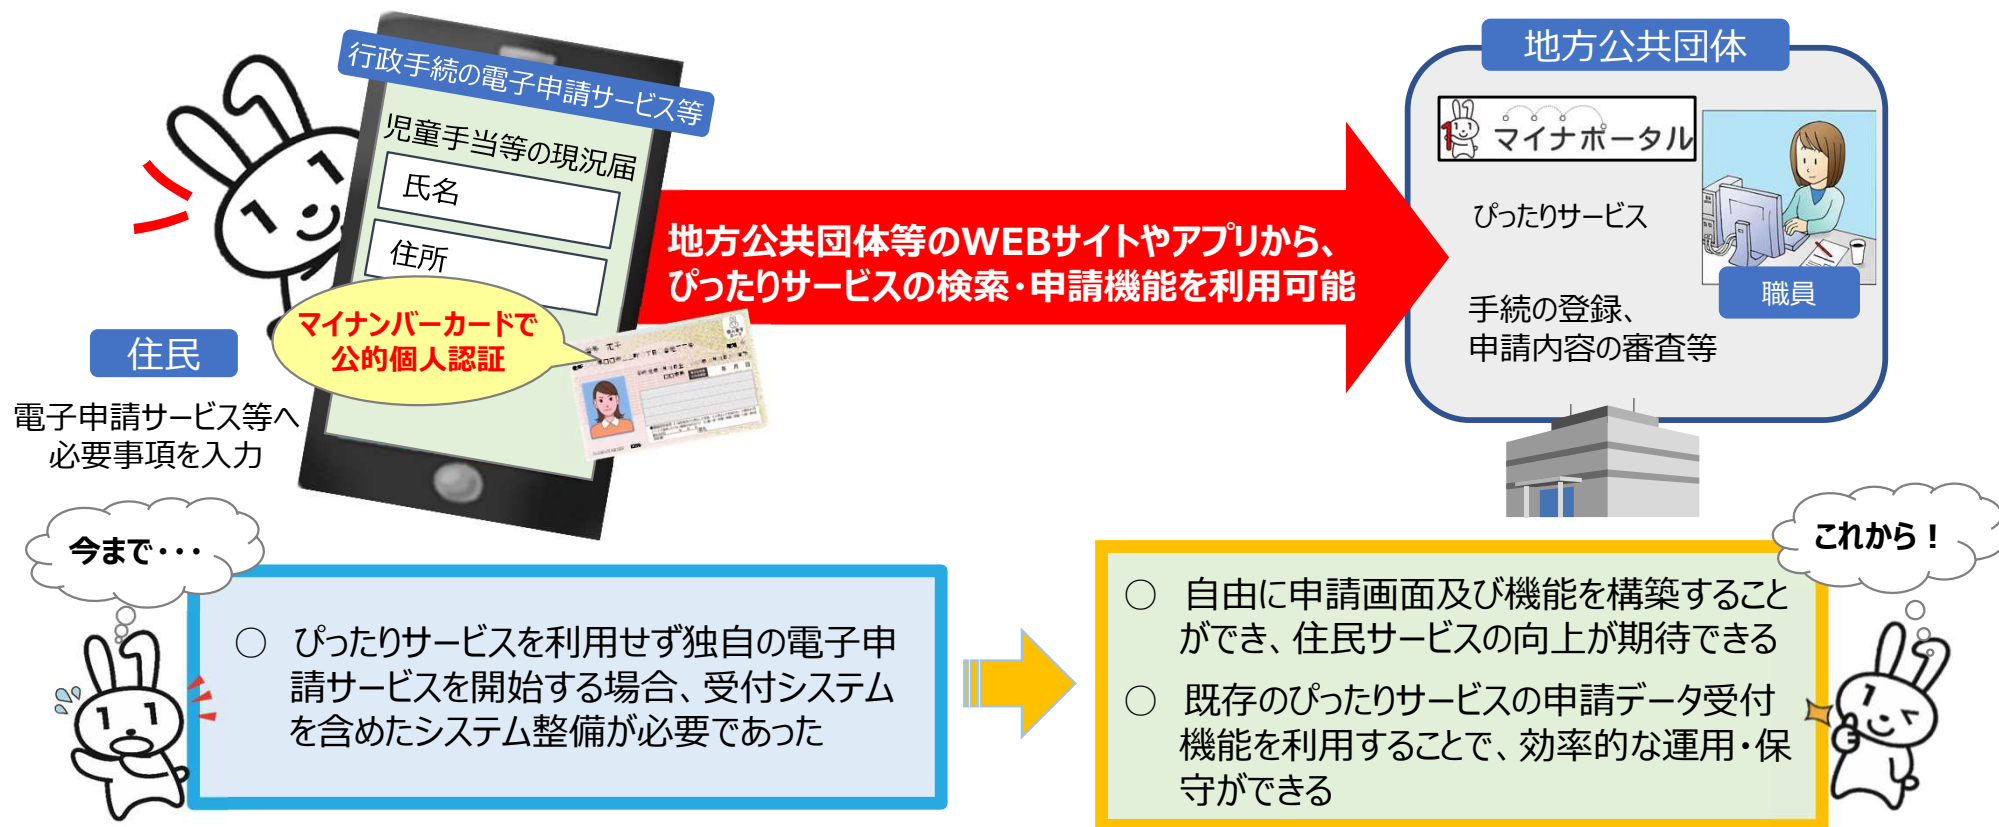 行政手続の電子申請サービス等
児童手当等の現況届
氏名
住所
マイナンバーカードで
公的個人認証
住民
電子申請サービス等へ
必要事項を入力
地方公共団体等のWEBサイトやアプリから、
ぴったりサービスの検索・申請機能を利用可能
地方公共団体
マイナポータル
ぴったりサービス
職員
手続の登録、
申請内容の審査等
今まで・・・
○ ぴったりサービスを利用せず独自の電子申
請サービスを開始する場合、受付システム
を含めたシステム整備が必要であった
これから！
○ 自由に申請画面及び機能を構築すること
ができ、住民サービスの向上が期待できる
○ 既存のぴったりサービスの申請データ受付
機能を利用することで、効率的な運用・保
守ができる